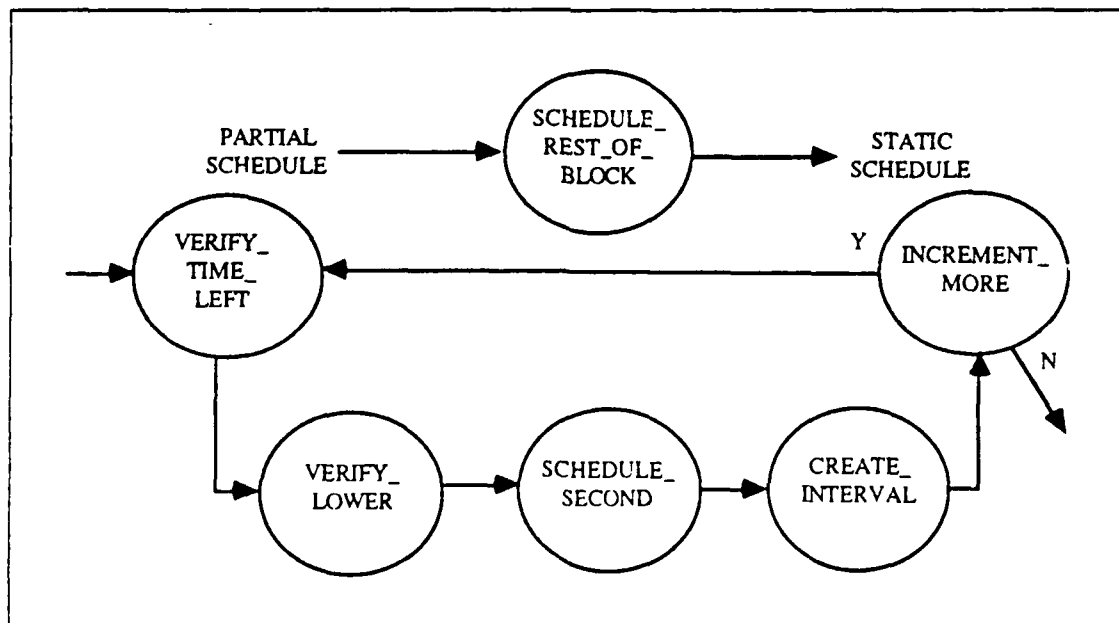 PARTIAL
SCHEDULE
SCHEDULE_
REST_OF_
BLOCK
STATIC
SCHEDULE
VERIFY_
TIME_
LEFT
Y
INCREMENT_
MORE
N
VERIFY_
LOWER
SCHEDULE_
SECOND
CREATE_
INTERVAL